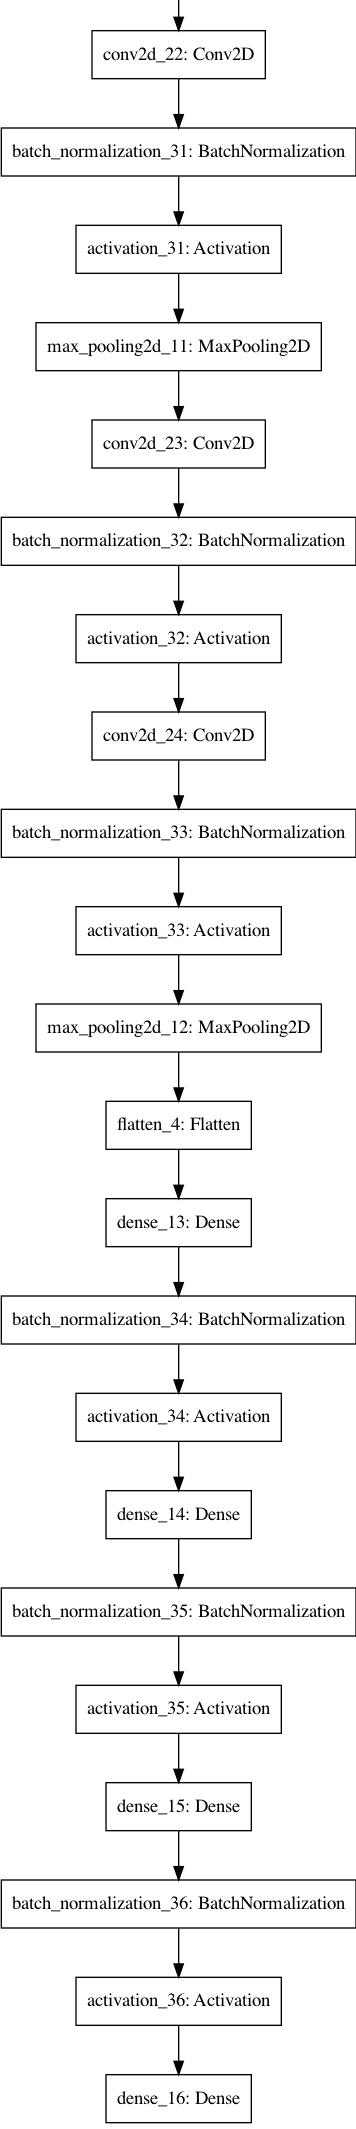 conv2d_22: Conv2D
batch_normalization_31: BatchNormalization
activation_31: Activation
max_pooling2d_11: MaxPooling2D
conv2d_23: Conv2D
batch_normalization_32: BatchNormalization
activation_32: Activation
conv2d_24: Conv2D
batch_normalization_33: BatchNormalization
activation_33: Activation
max_pooling2d_12: MaxPooling2D
flatten_4: Flatten
dense_13: Dense
batch_normalization_34: BatchNormalization
activation_34: Activation
dense_14: Dense
batch_normalization_35: BatchNormalization
activation_35: Activation
dense_15: Dense
batch_normalization_36: BatchNormalization
activation_36: Activation
dense_16: Dense